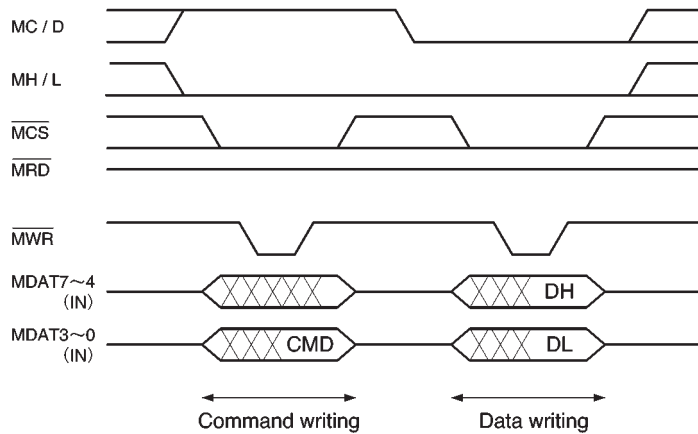 MC / D
MH / L
MCS
MRD
MWR
MDAT7～4
(IN)
DH
MDAT3～0
(IN)
CMD
DL
Command writing
Data writing